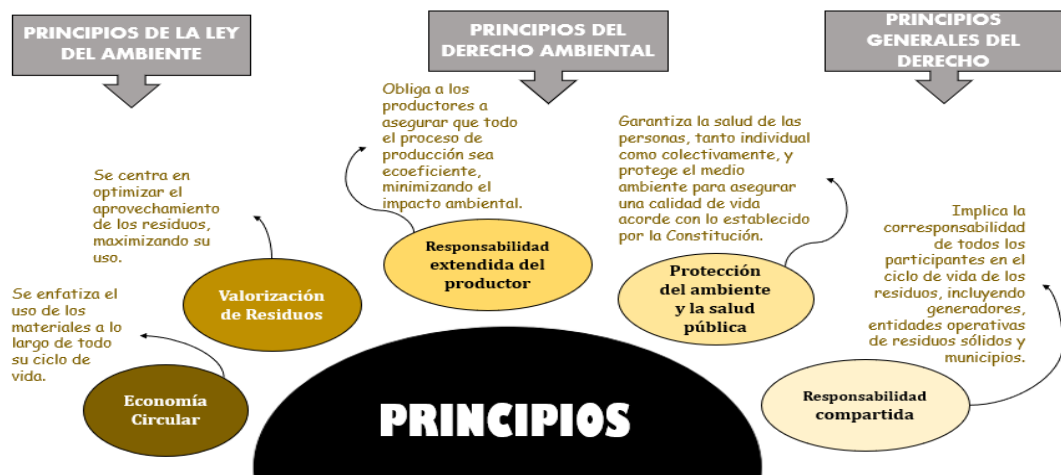 PRINCIPIOS DE LA LEY
DEL AMBIENTE
PRINCIPIOS DEL
DERECHO AMBIENTAL
PRINCIPIOS
GENERALES DEL
DERECHO
Se enfatiza el
uso de los
materiales a lo
largo de todo
su ciclo de
vida.
Economía
Circular
Se centra en
optimizar el
aprovechamiento
de los residuos,
maximizando su
uso.
Valorización
de Residuos
Obliga a los
productores a
asegurar que todo
el proceso de
producción sea
ecoeficiente,
minimizando el
impacto ambiental.
Responsabilidad
extendida del
productor
Garantiza la salud de las
personas, tanto individual
como colectivamente, y
protege el medio
ambiente para asegurar
una calidad de vida
acorde con lo establecido
por la Constitución.
Protección
del ambiente
y la salud
pública
Implica la
corresponsabilidad
de todos los
participantes en el
ciclo de vida de los
residuos, incluyendo
generadores,
entidades operativas
de residuos sólidos y
municipios.
Responsabilidad
compartida
PRINCIPIOS